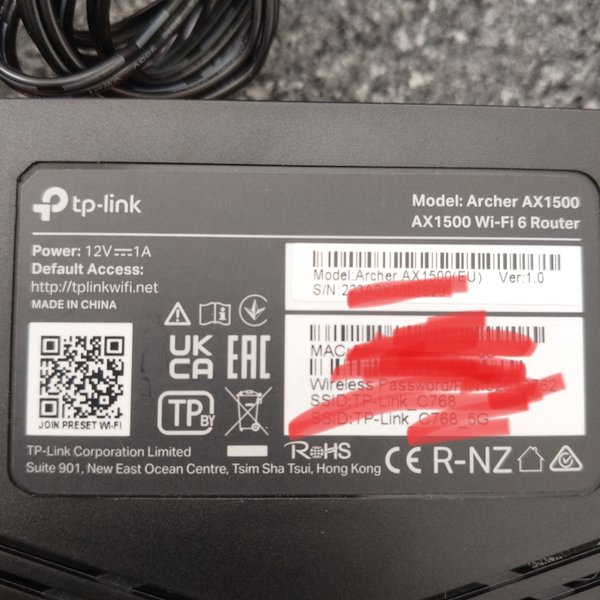 tp-link
Model: Archer AX1500
AX1500 Wi-Fi 6 Router
Power: 12V⎓1A
Default Access:
http://tplinkwifi.net
MADE IN CHINA
Model:Archer AX1500(EU) Ver:1.0
S/N:
MAC:
Wireless Password/
SSID:TP-Link_C768
SSID:TP-Link_C768_5G
JOIN PRESET WI-FI
UK
CA
EAC
TP BY
RoHS
CE R-NZ
TP-Link Corporation Limited
Suite 901, New East Ocean Centre, Tsim Sha Tsui, Hong Kong